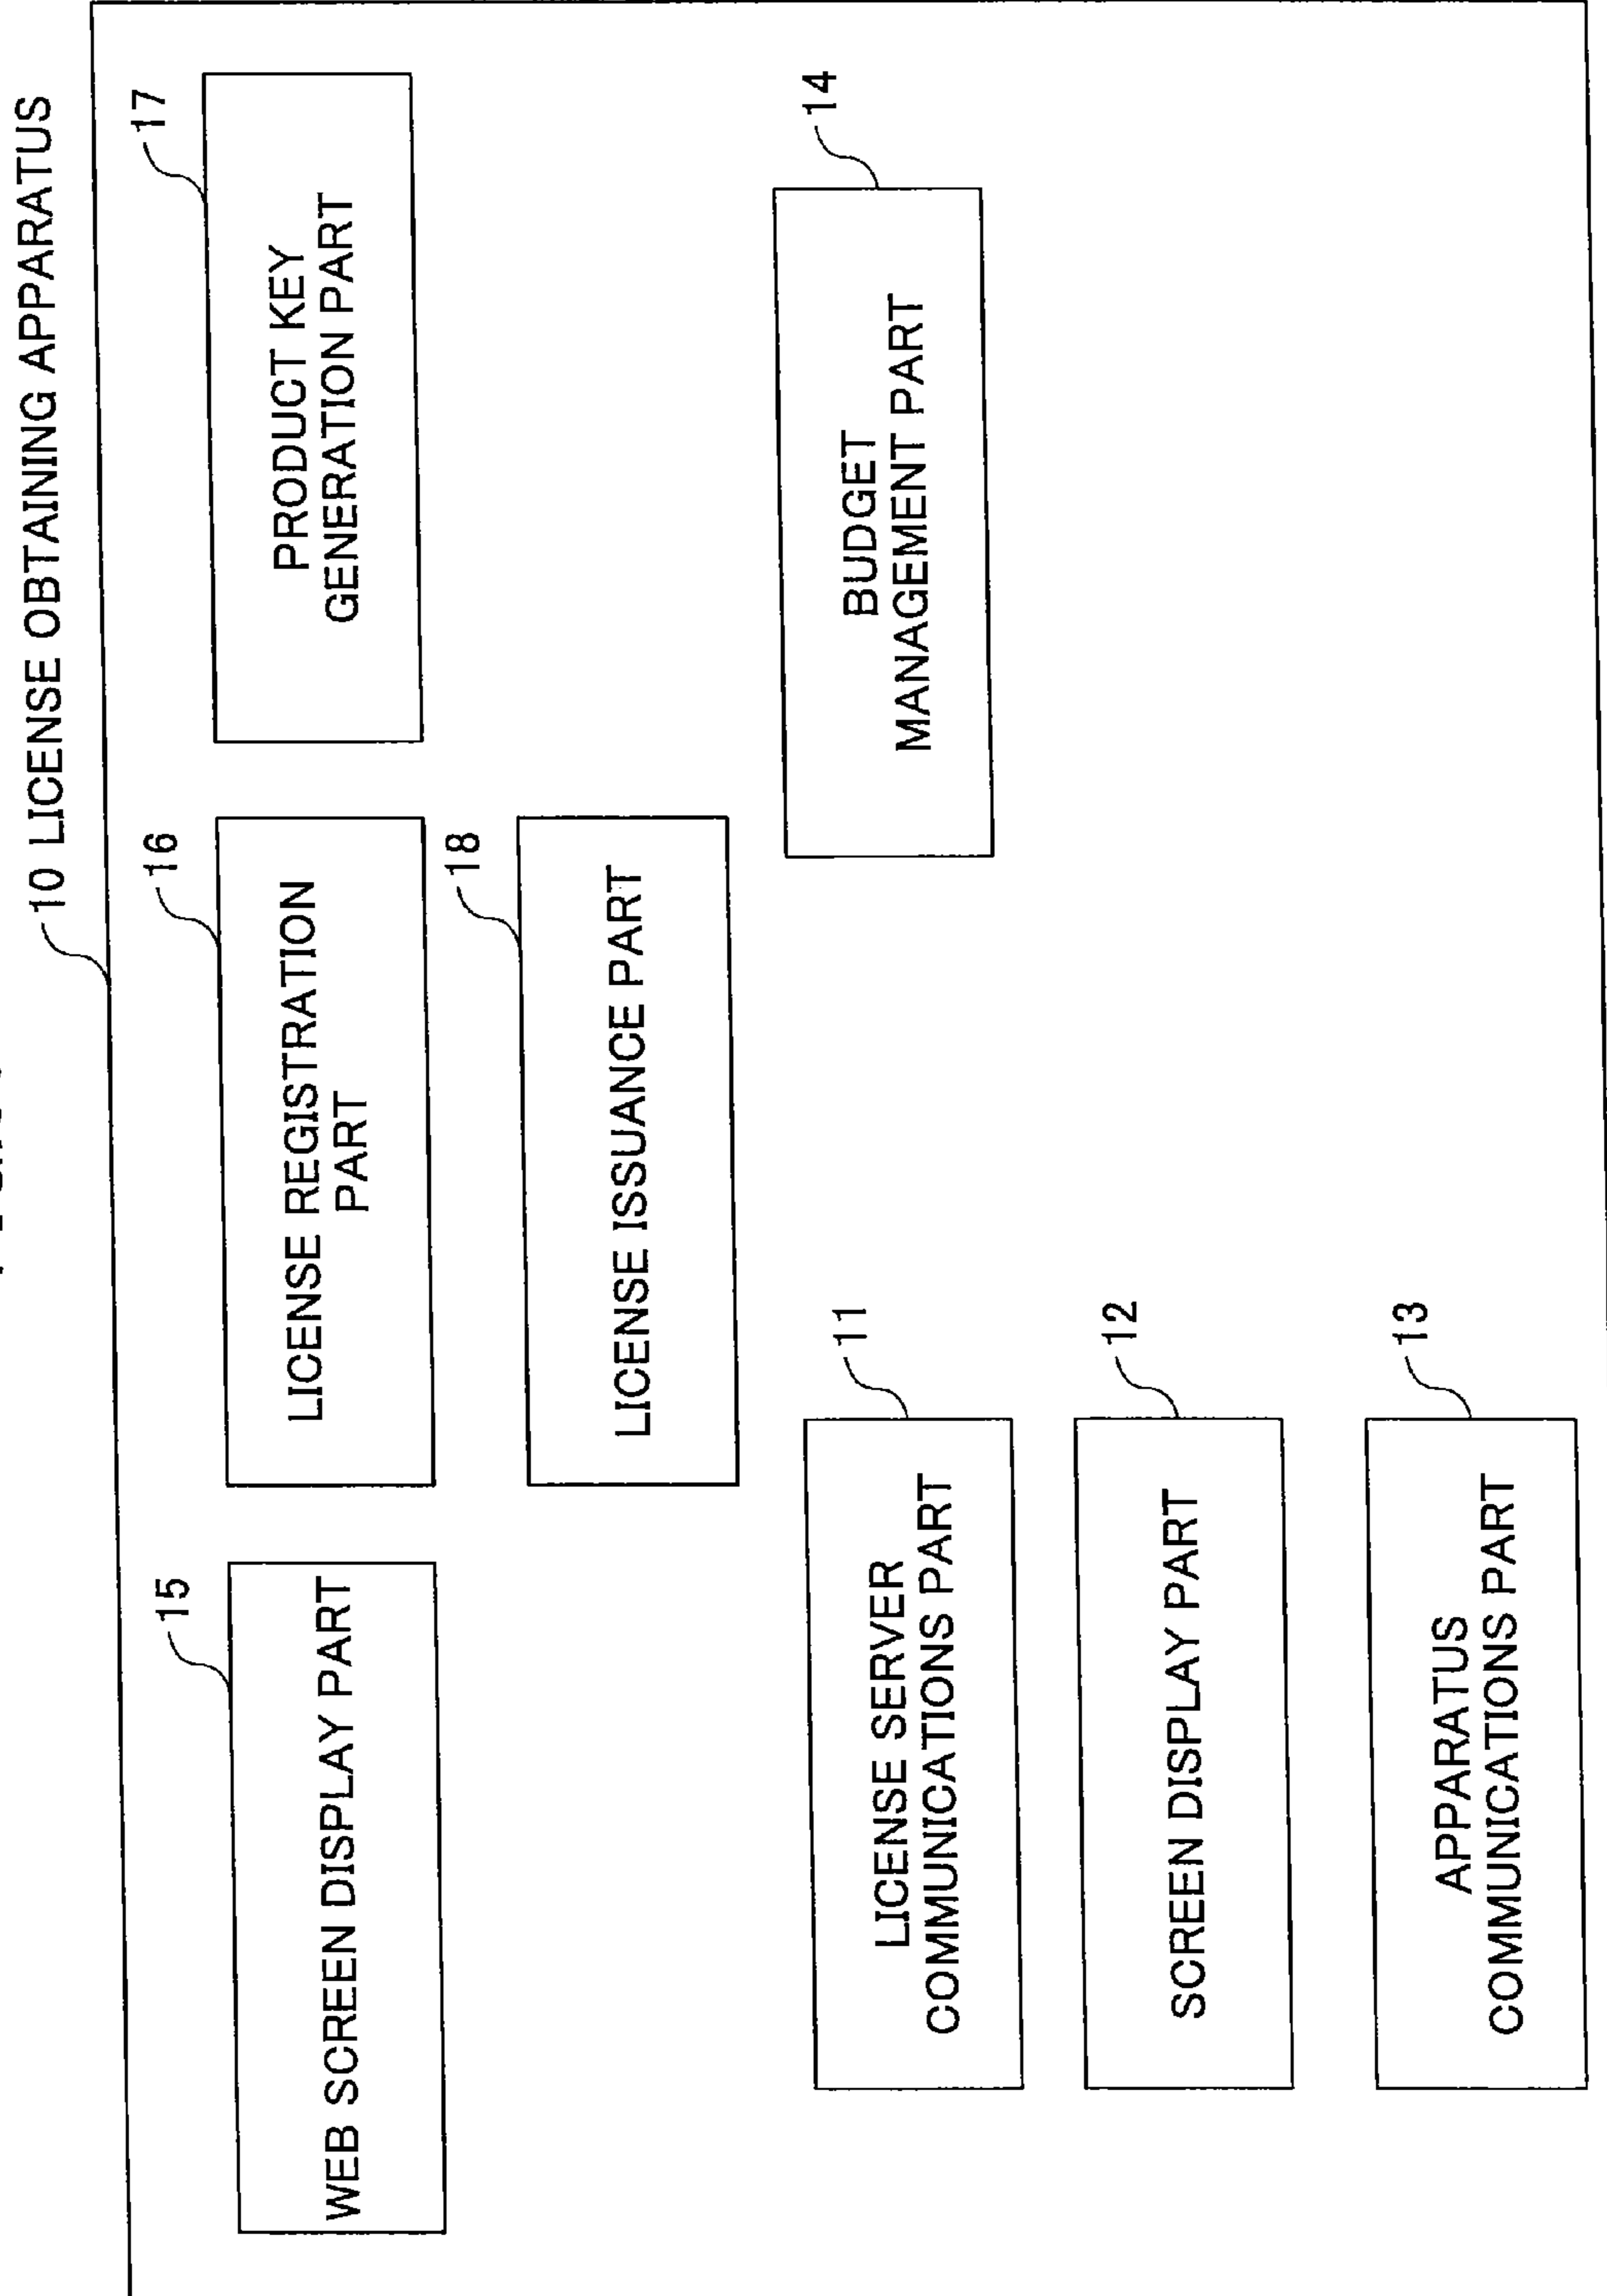 10 LICENSE OBTAINING APPARATUS
15
WEB SCREEN DISPLAY PART
16
LICENSE REGISTRATION
PART
17
PRODUCT KEY
GENERATION PART
18
LICENSE ISSUANCE PART
11
LICENSE SERVER
COMMUNICATIONS PART
14
BUDGET
MANAGEMENT PART
12
SCREEN DISPLAY PART
13
APPARATUS
COMMUNICATIONS PART